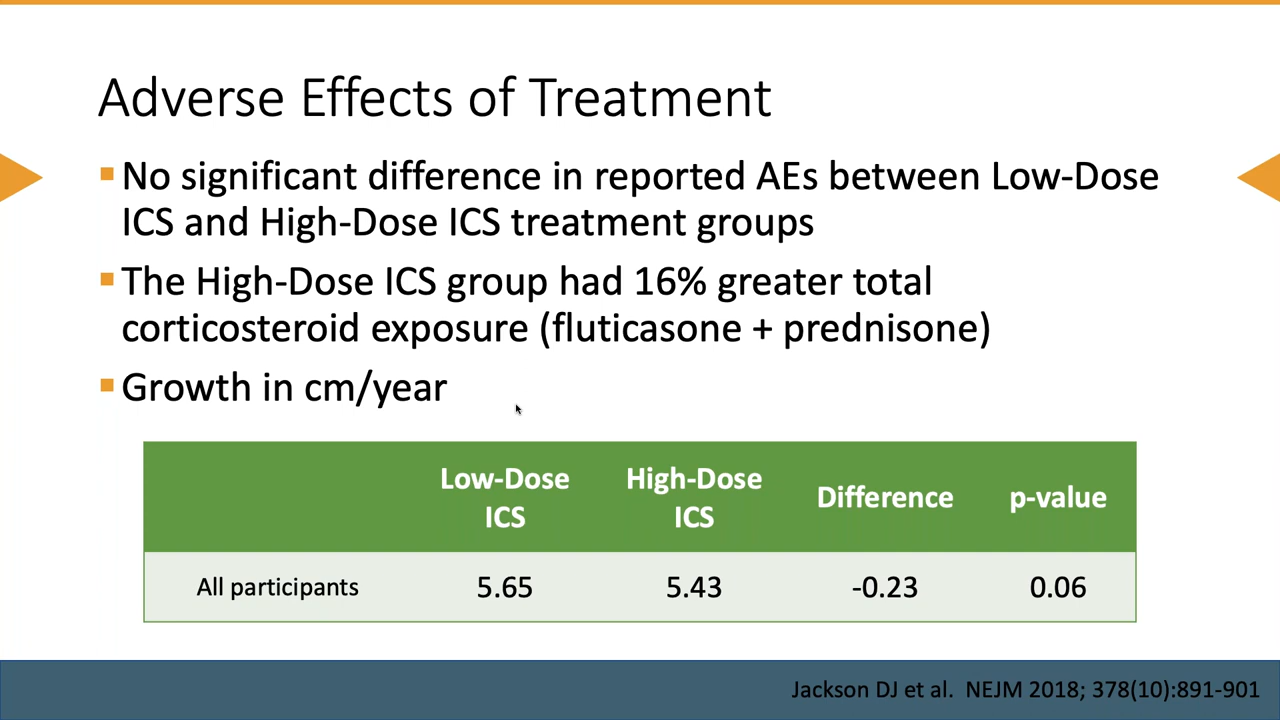 Adverse Effects of Treatment
No significant difference in reported AEs between Low-Dose
ICS and High-Dose ICS treatment groups
The High-Dose ICS group had 16% greater total
corticosteroid exposure (fluticasone + prednisone)
Growth in cm/year
Low-Dose ICS High-Dose ICS Difference p-value
All participants 5.65 5.43 -0.23 0.06
Jackson DJ et al. NEJM 2018; 378(10):891-901